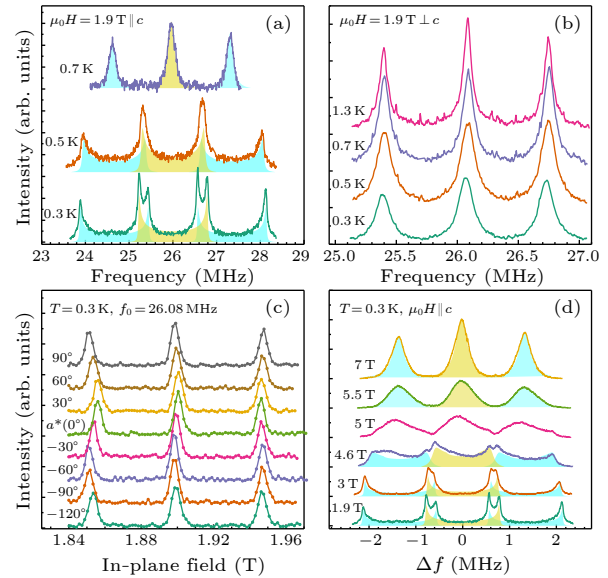 (a)
μ₀H = 1.9 T ∥ c
0.7 K
0.5 K
0.3 K
23 24 25 26 27 28 29
Frequency (MHz)
Intensity (arb. units)
(b)
μ₀H = 1.9 T ⊥ c
1.3 K
0.7 K
0.5 K
0.3 K
25.0 25.5 26.0 26.5 27.0
Frequency (MHz)
(c)
T = 0.3 K, f₀ = 26.08 MHz
90°
60°
30°
a*(0°)
−30°
−60°
−90°
−120°
1.84 1.88 1.92 1.96
In-plane field (T)
Intensity (arb. units)
(d)
T = 0.3 K, μ₀H ∥ c
7 T
5.5 T
5 T
4.6 T
3 T
1.9 T
−2 −1 0 1 2
Δf (MHz)